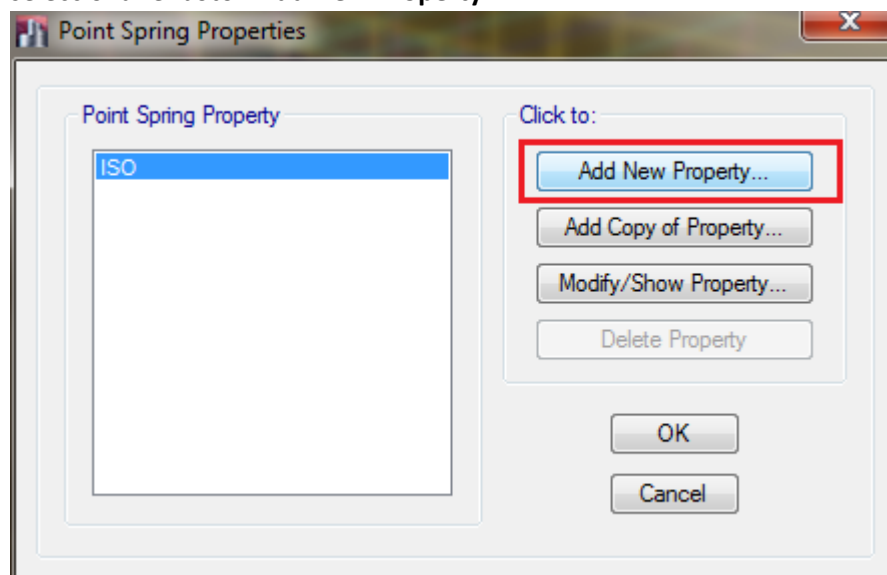 Point Spring Properties
Point Spring Property
ISO
Click to:
Add New Property...
Add Copy of Property...
Modify/Show Property...
Delete Property
OK
Cancel